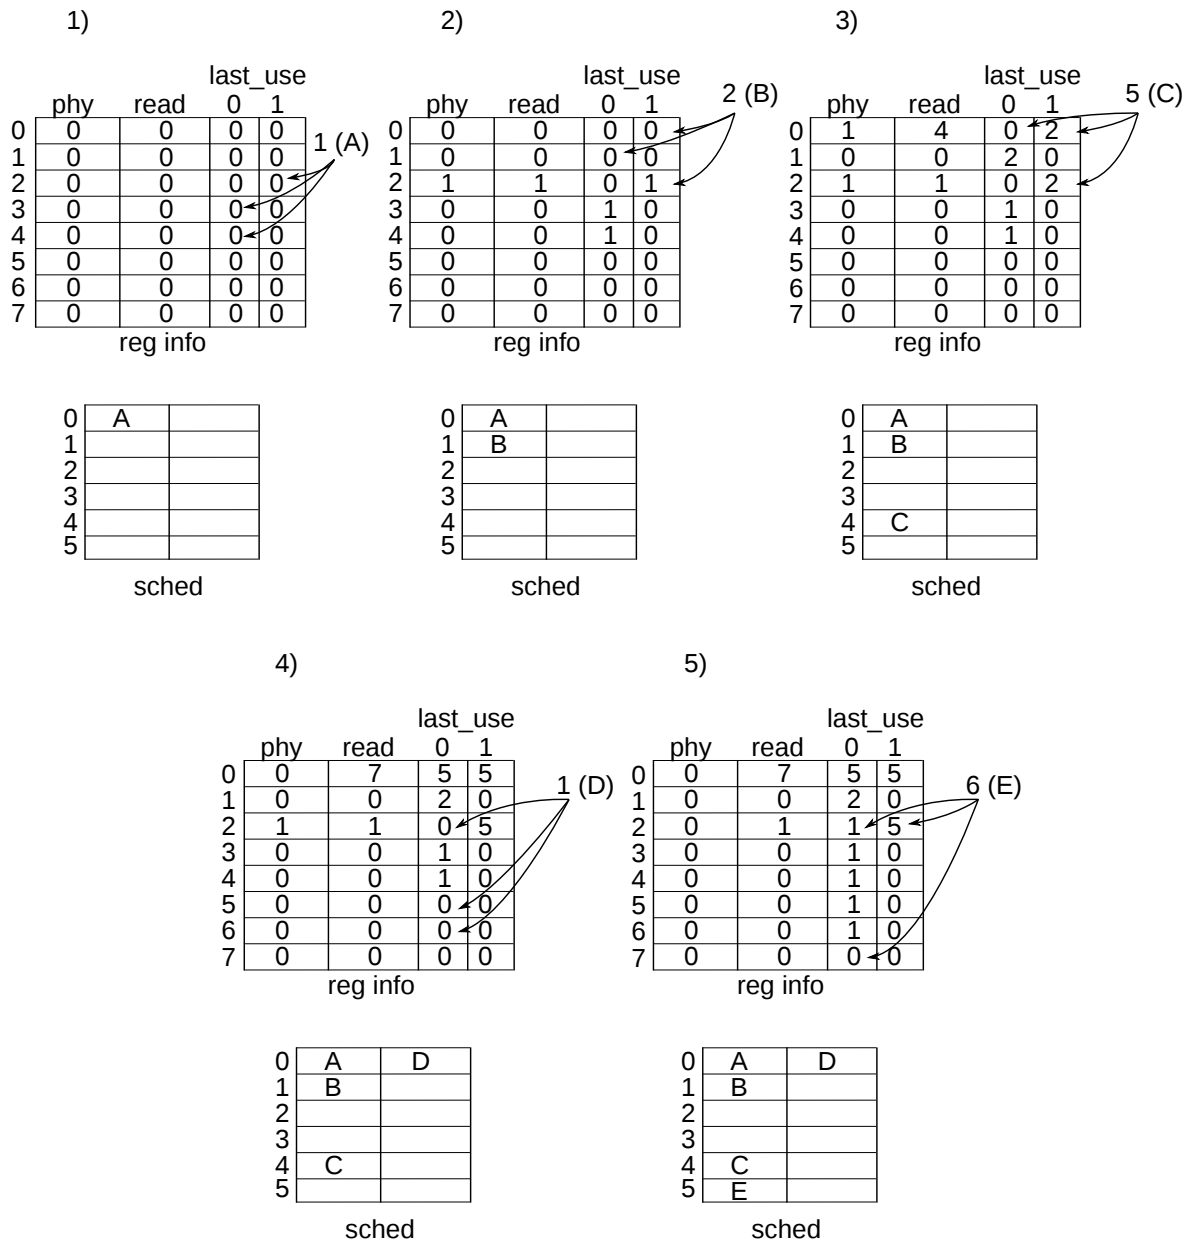 1) 2) 3)
last_use last_use last_use
phy read 0 1 phy read 0 1 2 (B) phy read 0 1 5 (C)
0 0 0 0 0 0 0 0 0 0 0 1 4 0 2
1 0 0 0 0 1 (A) 1 0 0 0 0 1 0 0 2 0
2 0 0 0 0 2 1 1 0 1 2 1 1 0 2
3 0 0 0 0 3 0 0 1 0 3 0 0 1 0
4 0 0 0 0 4 0 0 1 0 4 0 0 1 0
5 0 0 0 0 5 0 0 0 0 5 0 0 0 0
6 0 0 0 0 6 0 0 0 0 6 0 0 0 0
7 0 0 0 0 7 0 0 0 0 7 0 0 0 0
reg info reg info reg info
0 A 0 A 0 A
1 1 B 1 B
2 2 2
3 3 3
4 4 4 C
5 5 5
sched sched sched
4) 5)
last_use last_use
phy read 0 1 phy read 0 1
0 0 7 5 5 1 (D) 0 0 7 5 5 6 (E)
1 0 0 2 0 1 0 0 2 0
2 1 1 0 5 2 0 1 1 5
3 0 0 1 0 3 0 0 1 0
4 0 0 1 0 4 0 0 1 0
5 0 0 0 0 5 0 0 1 0
6 0 0 0 0 6 0 0 1 0
7 0 0 0 0 7 0 0 0 0
reg info reg info
0 A D 0 A D
1 B 1 B
2 2
3 3
4 C 4 C
5 5 E
sched sched